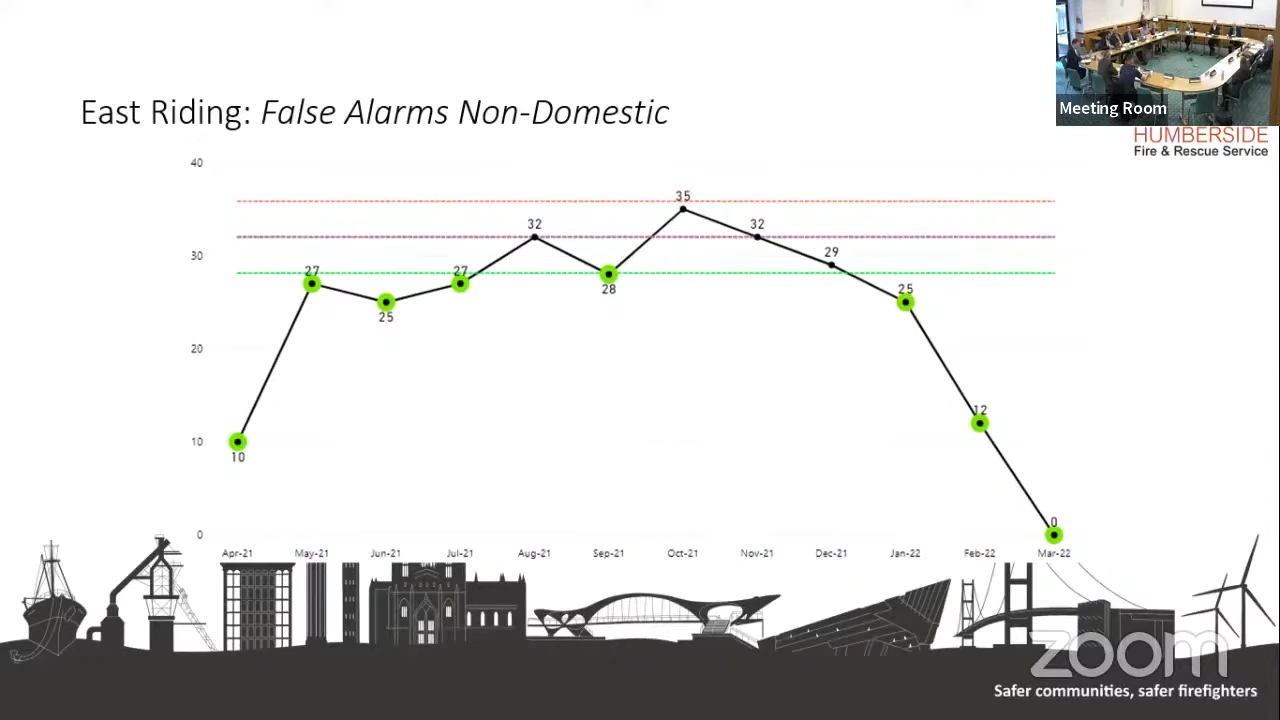 East Riding: False Alarms Non-Domestic
Meeting Room
HUMBERSIDE
Fire & Rescue Service
40
30
20
10
0
10
27
25
27
32
28
35
32
29
25
12
0
Apr-21
May-21
Jun-21
Jul-21
Aug-21
Sep-21
Oct-21
Nov-21
Dec-21
Jan-22
Feb-22
Mar-22
zoom
Safer communities, safer firefighters